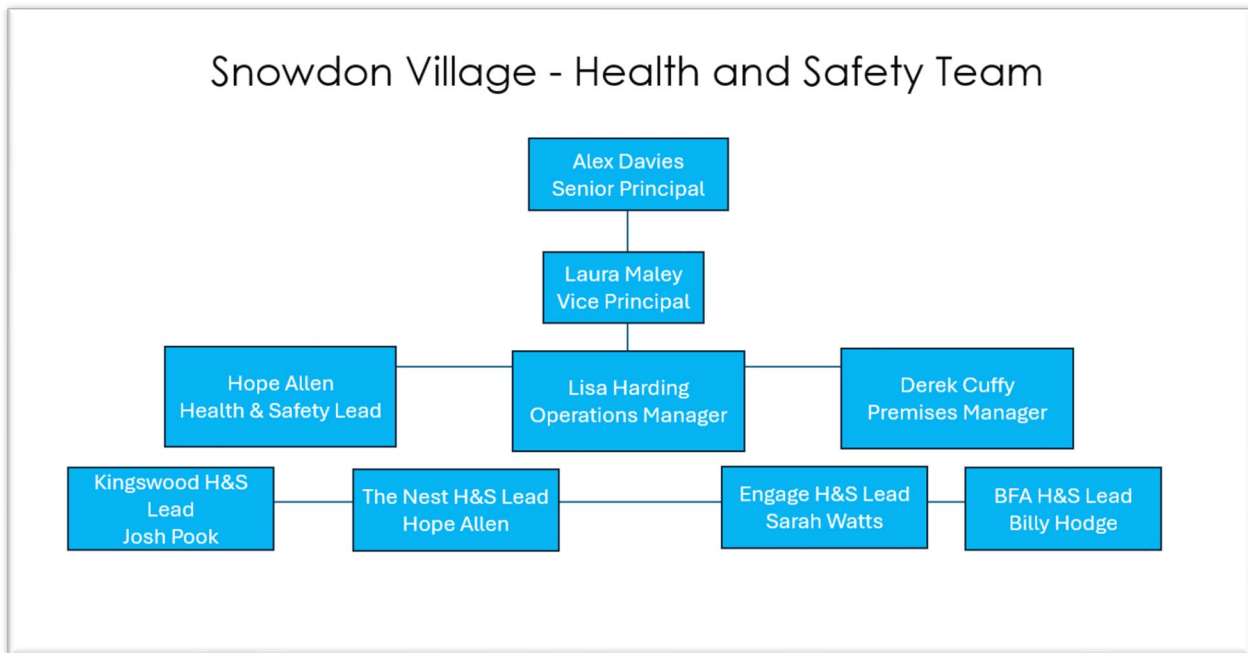 Snowdon Village - Health and Safety Team
Alex Davies
Senior Principal
Laura Maley
Vice Principal
Hope Allen
Health & Safety Lead
Lisa Harding
Operations Manager
Derek Cuffy
Premises Manager
Kingswood H&S
Lead
Josh Pook
The Nest H&S Lead
Hope Allen
Engage H&S Lead
Sarah Watts
BFA H&S Lead
Billy Hodge